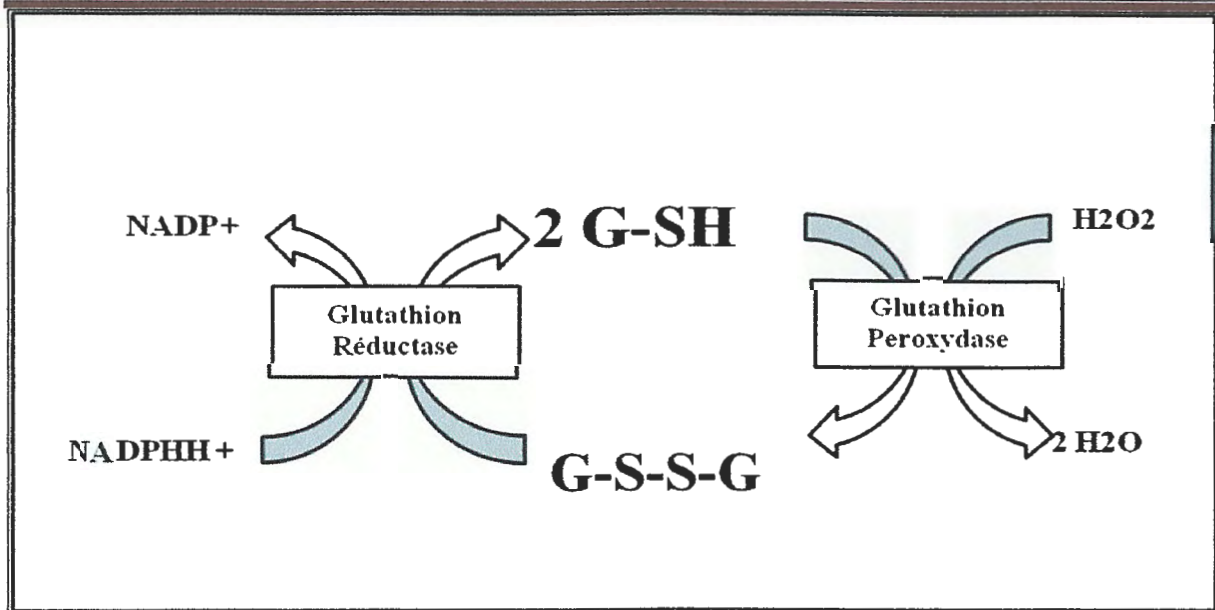 NADP+
2 G-SH
H2O2
Glutathion
Réductase
Glutathion
Peroxydase
NADPHH+
G-S-S-G
2 H2O